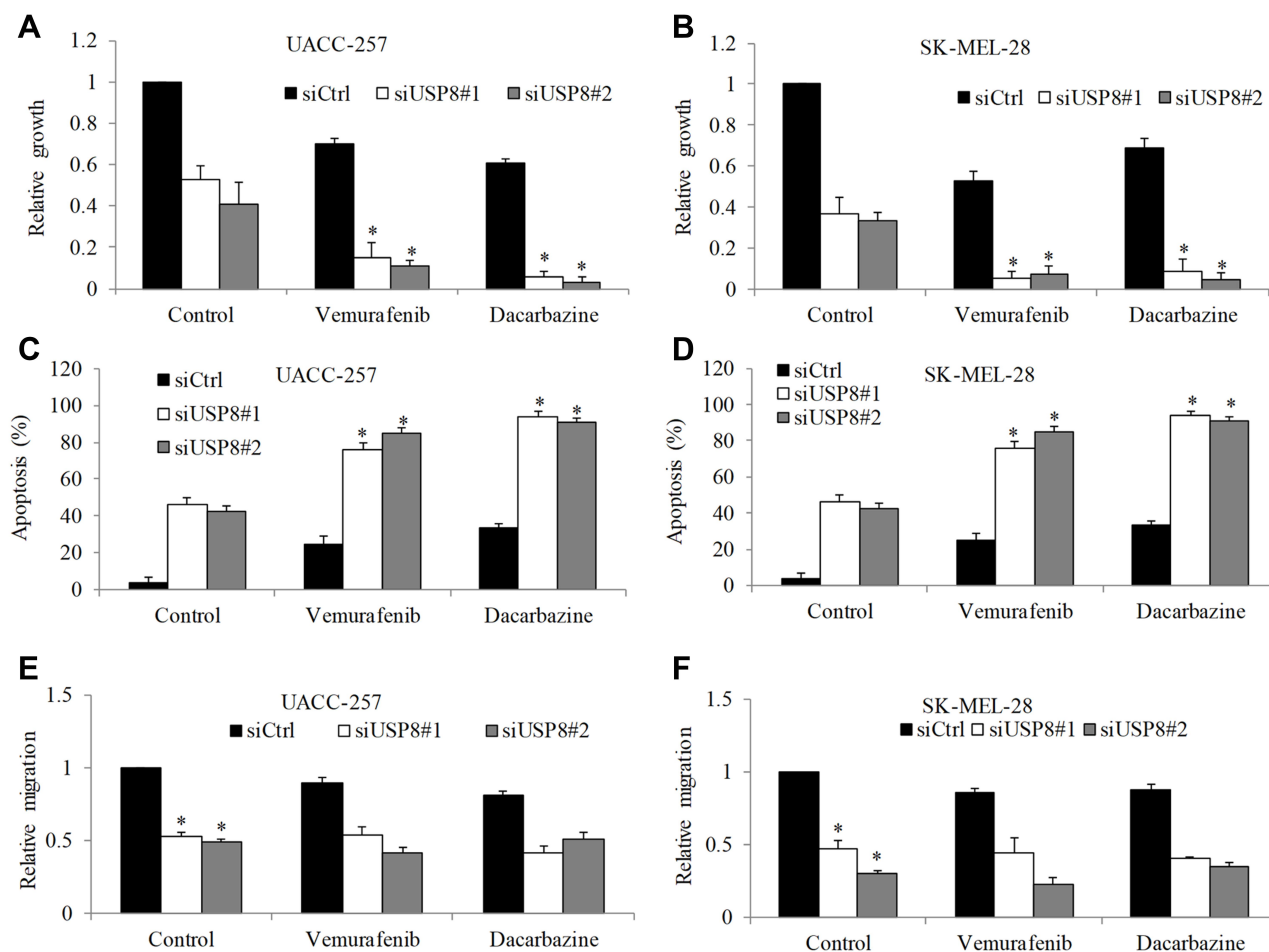 A
UACC-257
siCtrl siUSP8#1 siUSP8#2
Relative growth
1.2
1
0.8
0.6
0.4
0.2
0
* * * *
Control Vemurafenib Dacarbazine
B
SK-MEL-28
siCtrl siUSP8#1 siUSP8#2
Relative growth
1.2
1
0.8
0.6
0.4
0.2
0
* * * *
Control Vemurafenib Dacarbazine
C
UACC-257
siCtrl
siUSP8#1
siUSP8#2
Apoptosis (%)
120
100
80
60
40
20
0
* * * *
Control Vemurafenib Dacarbazine
D
SK-MEL-28
siCtrl
siUSP8#1
siUSP8#2
Apoptosis (%)
120
100
80
60
40
20
0
* * * *
Control Vemurafenib Dacarbazine
E
UACC-257
siCtrl siUSP8#1 siUSP8#2
Relative migration
1.5
1
0.5
0
* *
Control Vemurafenib Dacarbazine
F
SK-MEL-28
siCtrl siUSP8#1 siUSP8#2
Relative migration
1.5
1
0.5
0
* *
Control Vemurafenib Dacarbazine